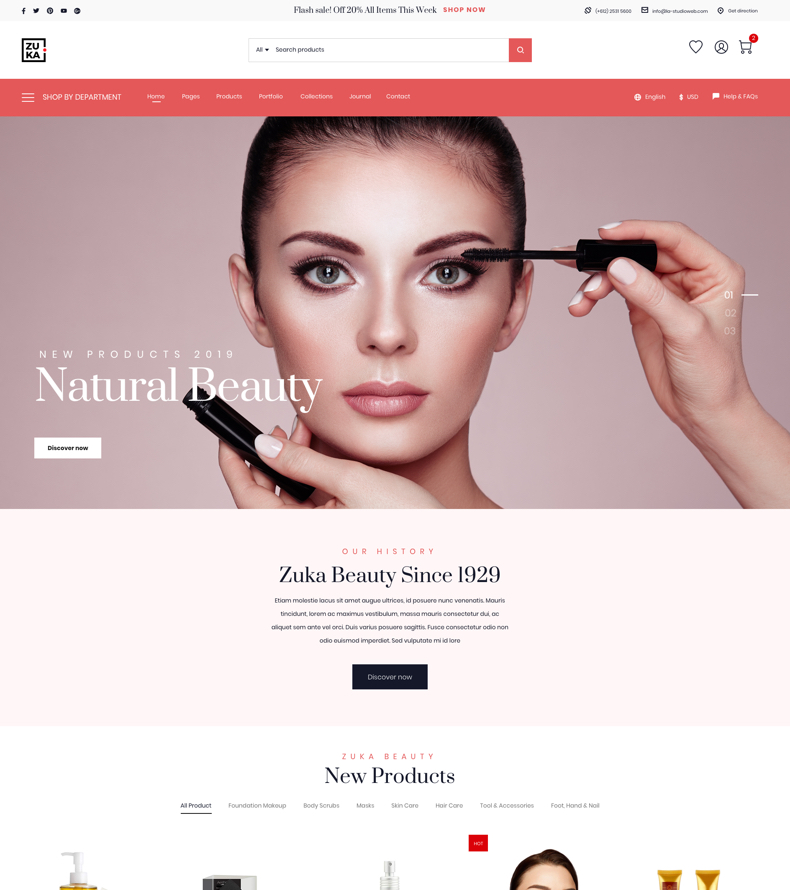 Flash sale! Off 20% All Items This Week SHOP NOW
(+612) 2531 5600
info@la-studioweb.com
Get direction
ZU
KA
All Search products
2
SHOP BY DEPARTMENT Home Pages Products Portfolio Collections Journal Contact English $ USD Help & FAQs
01
02
03
NEW PRODUCTS 2019
Natural Beauty
Discover now
OUR HISTORY
Zuka Beauty Since 1929
Etiam molestie lacus sit amet augue ultrices, id posuere nunc venenatis. Mauris
tincidunt, lorem ac maximus vestibulum, massa mauris consectetur dui, ac
aliquet sem ante vel orci. Duis varius posuere sagittis. Fusce consectetur odio non
odio euismod imperdiet. Sed vulputate mi id lore
Discover now
ZUKA BEAUTY
New Products
All Product Foundation Makeup Body Scrubs Masks Skin Care Hair Care Tool & Accessories Foot, Hand & Nail
HOT